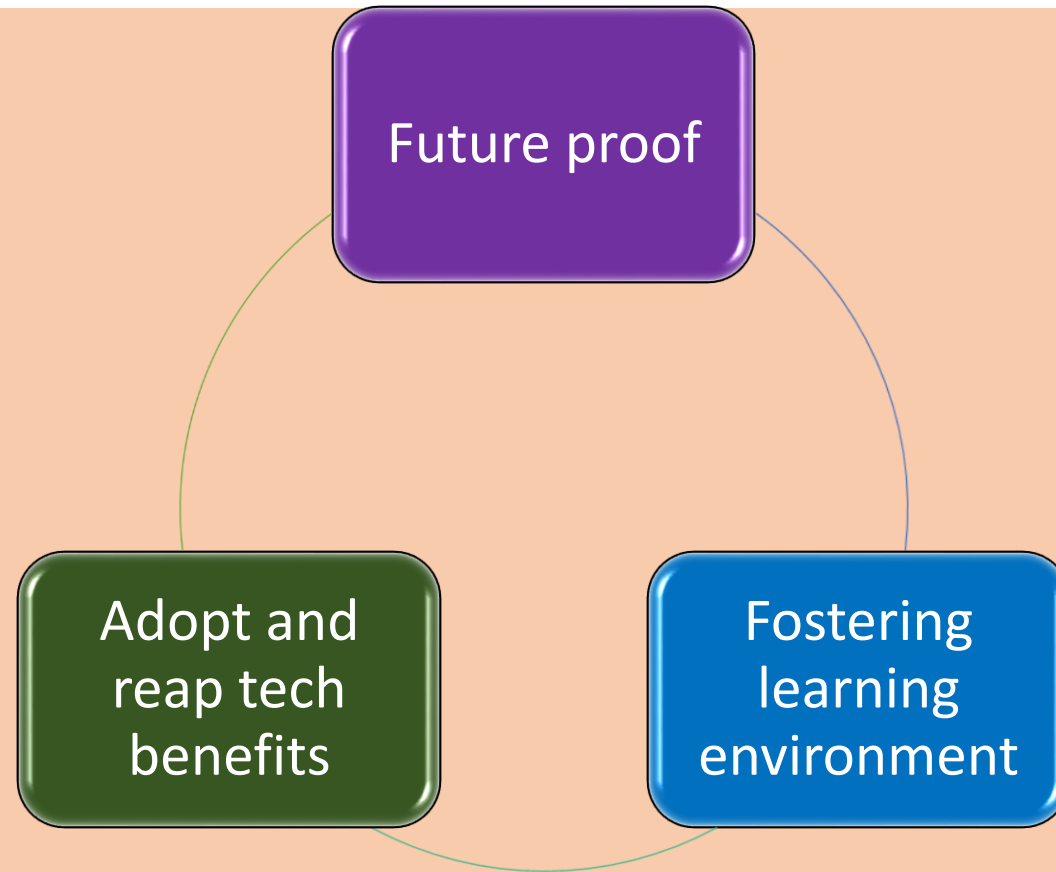 Future proof
Adopt and
reap tech
benefits
Fostering
learning
environment